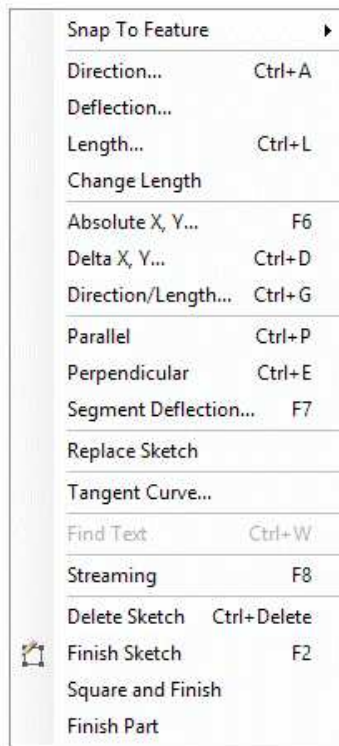 Snap To Feature
Direction... Ctrl+A
Deflection...
Length... Ctrl+L
Change Length
Absolute X, Y... F6
Delta X, Y... Ctrl+D
Direction/Length... Ctrl+G
Parallel Ctrl+P
Perpendicular Ctrl+E
Segment Deflection... F7
Replace Sketch
Tangent Curve...
Find Text Ctrl+W
Streaming F8
Delete Sketch Ctrl+Delete
Finish Sketch F2
Square and Finish
Finish Part